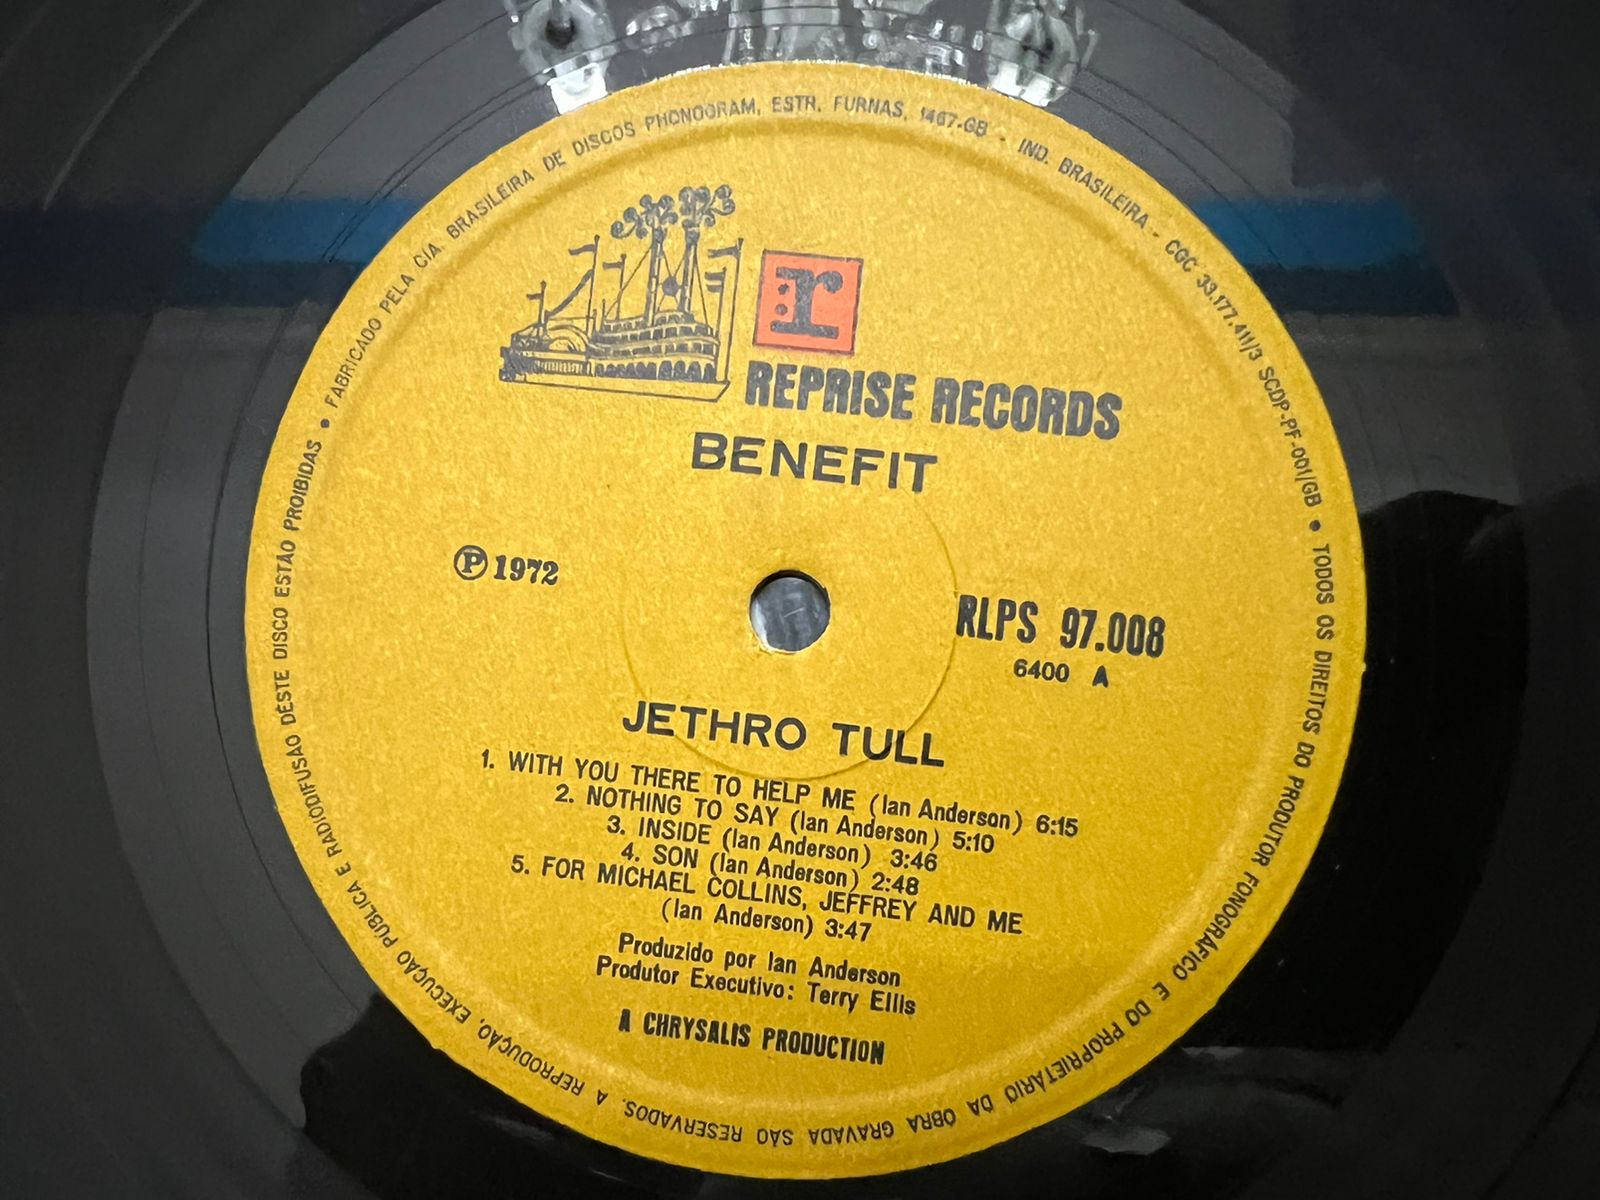 • FABRICADO PELA CIA. BRASILEIRA DE DISCOS PHONOGRAM, ESTR. FURNAS, 1467-GB - IND. BRASILEIRA - CGC 33.177.411/3 SCDP-PF-001/GB • TODOS OS DIREITOS DO PRODUTOR FONOGRÁFICO E DO PROPRIETÁRIO DA OBRA GRAVADA SÃO RESERVADOS. A REPRODUÇÃO, EXECUÇÃO PÚBLICA E RADIODIFUSÃO DÊSTE DISCO ESTÃO PROIBIDAS
r
REPRISE RECORDS
BENEFIT
Ⓟ 1972
RLPS 97.008
6400 A
JETHRO TULL
1. WITH YOU THERE TO HELP ME (Ian Anderson) 6:15
2. NOTHING TO SAY (Ian Anderson) 5:10
3. INSIDE (Ian Anderson) 3:46
4. SON (Ian Anderson) 2:48
5. FOR MICHAEL COLLINS, JEFFREY AND ME
(Ian Anderson) 3:47
Produzido por Ian Anderson
Produtor Executivo: Terry Ellis
A CHRYSALIS PRODUCTION